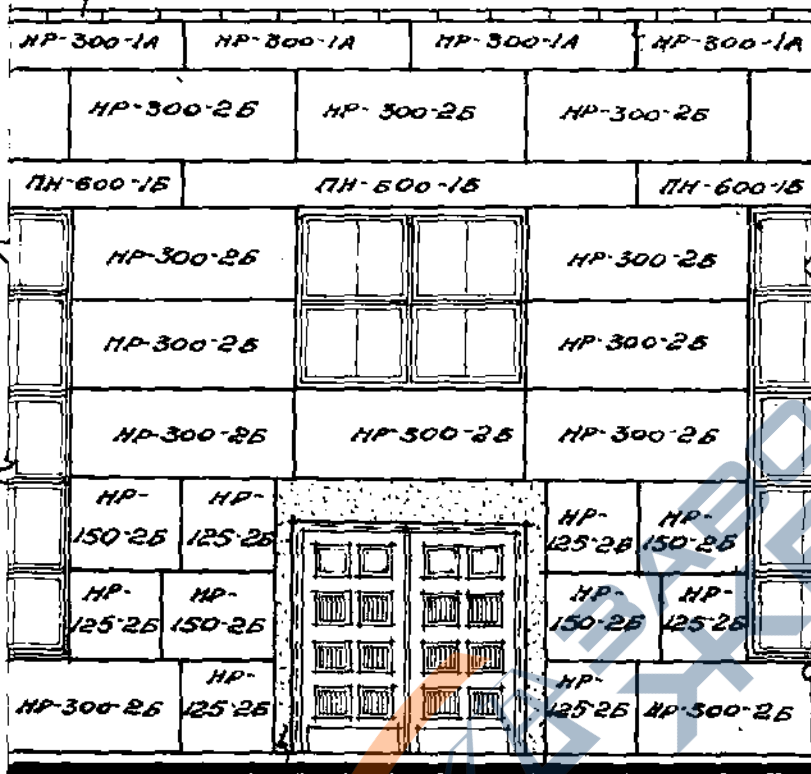 НР-300-1А НР-300-1А НР-300-1А НР-300-1А
НР-300-2Б НР-300-2Б НР-300-2Б
ПН-600-1Б ПН-600-1Б ПН-600-1Б
НР-300-2Б НР-300-2Б
НР-300-2Б НР-300-2Б
НР-300-2Б НР-300-2Б НР-300-2Б
НР- НР- НР- НР-
150-2Б 125-2Б 125-2Б 150-2Б
НР- НР- НР- НР-
125-2Б 150-2Б 150-2Б 125-2Б
НР-300-2Б НР-
125-2Б НР-
125-2Б НР-300-2Б
ЗАВО
ЖБ